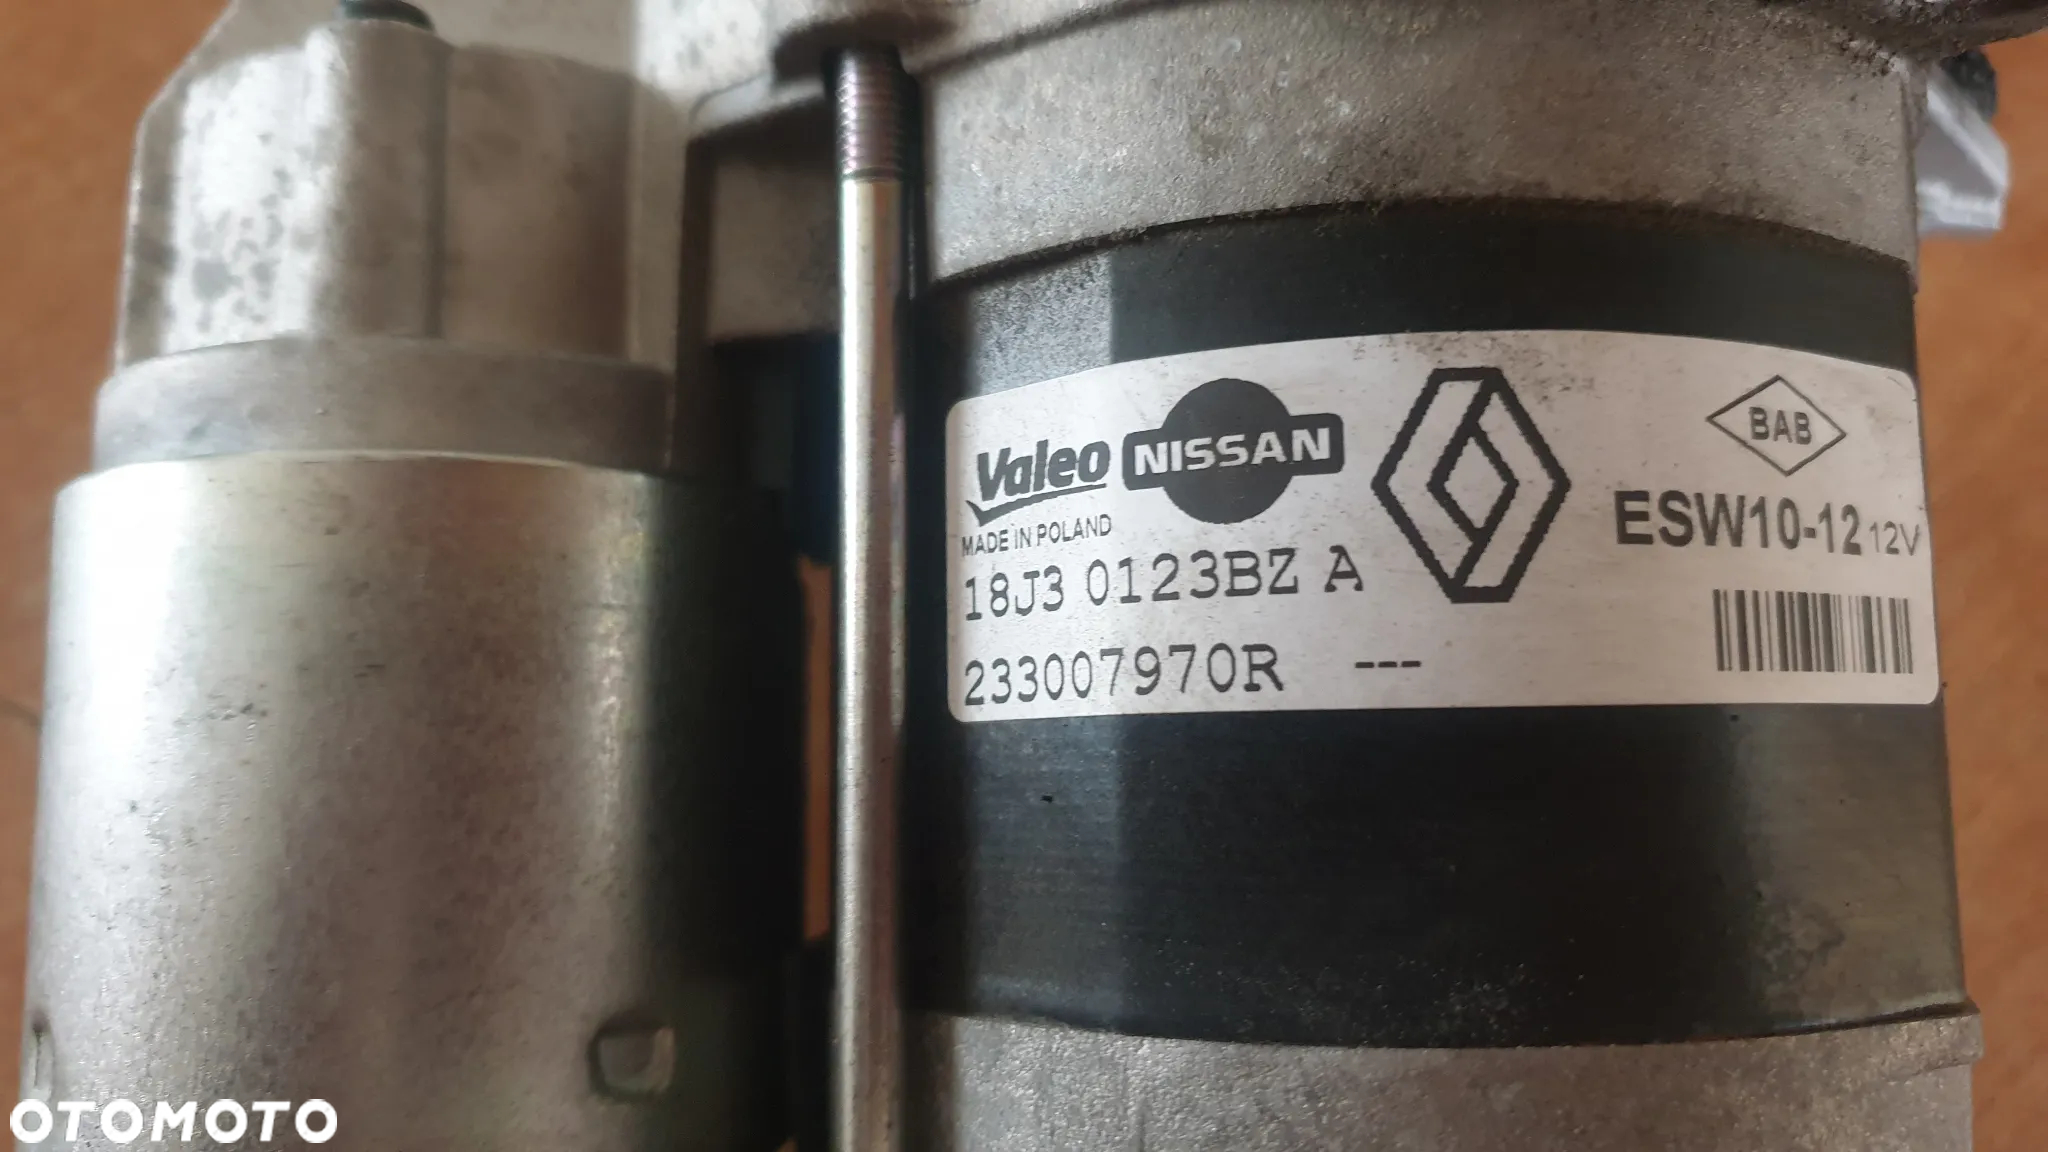 Valeo NISSAN
MADE IN POLAND
BAB
ESW10-12 12V
18J3 0123BZ A
233007970R ---
OTOMOTO